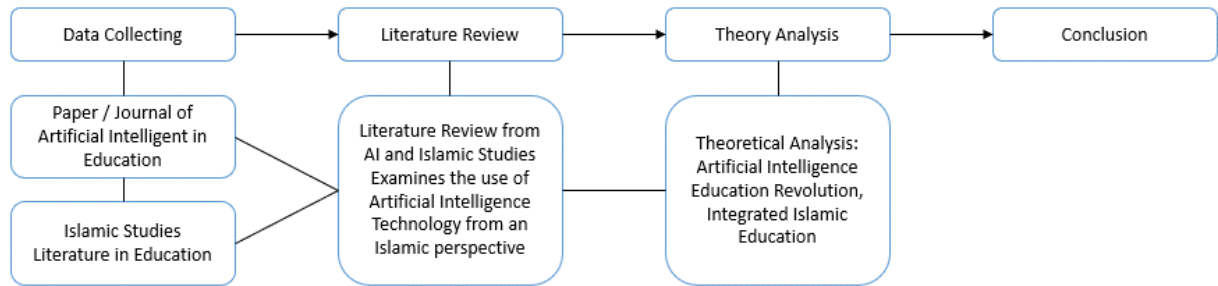 Data Collecting
Literature Review
Theory Analysis
Conclusion
Paper / Journal of
Artificial Intelligent in
Education
Islamic Studies
Literature in Education
Literature Review from
AI and Islamic Studies
Examines the use of
Artificial Intelligence
Technology from an
Islamic perspective
Theoretical Analysis:
Artificial Intelligence
Education Revolution,
Integrated Islamic
Education